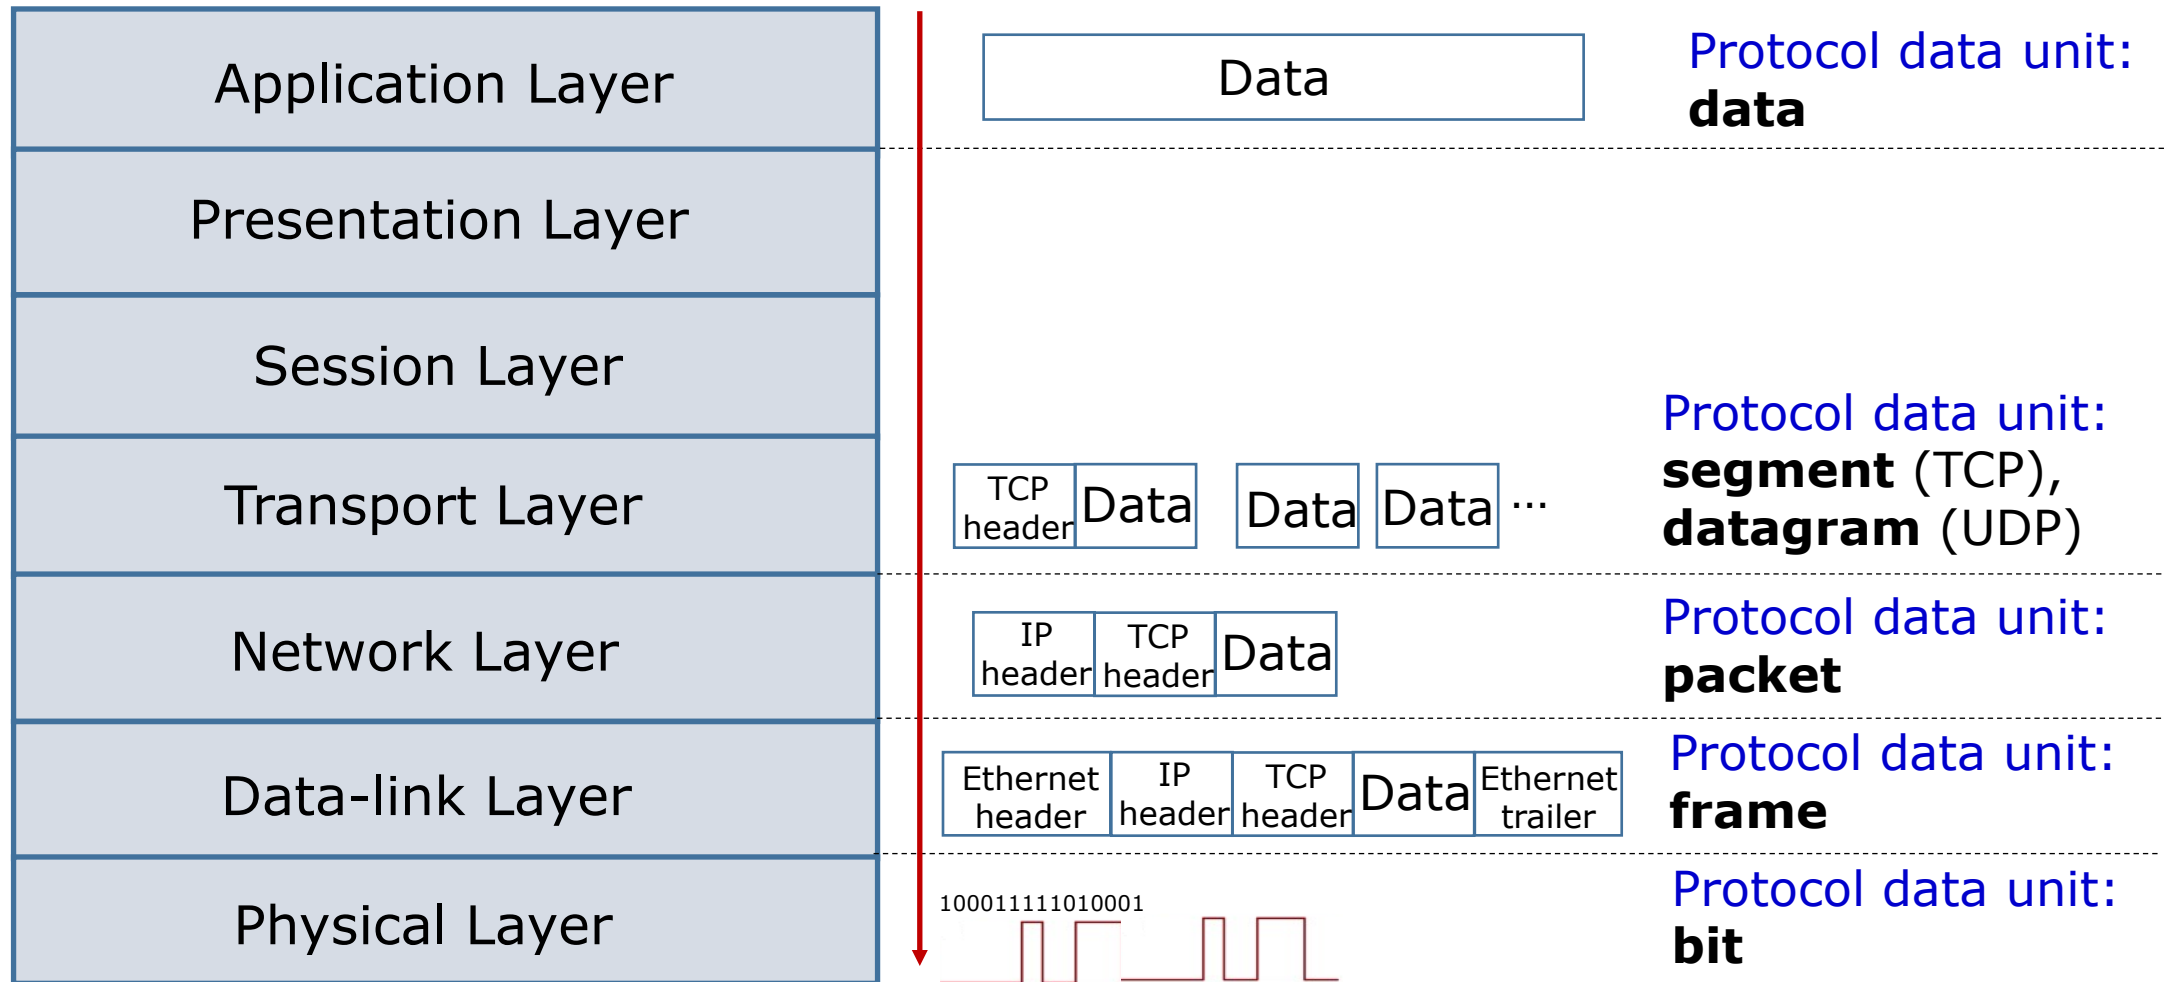 Application Layer
Data
Protocol data unit:
data
Presentation Layer
Session Layer
Transport Layer
TCP
header
Data
Data
Data
...
Protocol data unit:
segment (TCP),
datagram (UDP)
Network Layer
IP
header
TCP
header
Data
Protocol data unit:
packet
Data-link Layer
Ethernet
header
IP
header
TCP
header
Data
Ethernet
trailer
Protocol data unit:
frame
Physical Layer
100011111010001
Protocol data unit:
bit